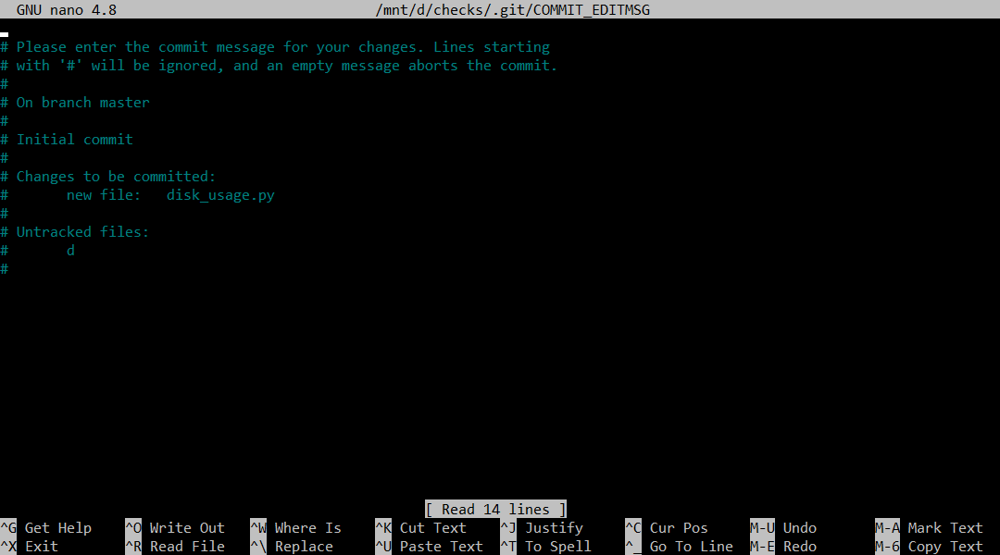 GNU nano 4.8 /mnt/d/checks/.git/COMMIT_EDITMSG
# Please enter the commit message for your changes. Lines starting
# with '#' will be ignored, and an empty message aborts the commit.
#
# On branch master
#
# Initial commit
#
# Changes to be committed:
#       new file:   disk_usage.py
#
# Untracked files:
#       d
#
[ Read 14 lines ]
^G Get Help ^O Write Out ^W Where Is ^K Cut Text ^J Justify ^C Cur Pos M-U Undo M-A Mark Text
^X Exit ^R Read File ^\ Replace ^U Paste Text ^T To Spell ^_ Go To Line M-E Redo M-6 Copy Text